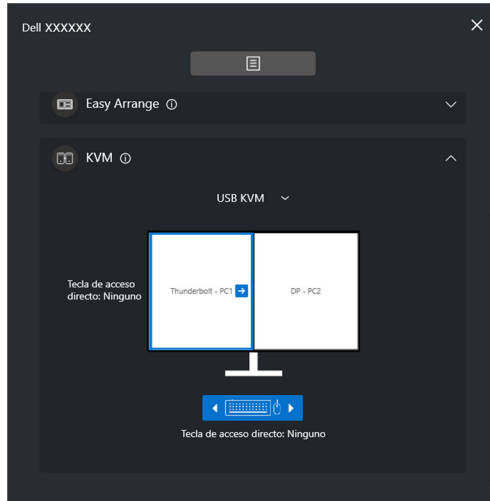 Dell XXXXXX
Easy Arrange
KVM
USB KVM
Tecla de acceso
directo: Ninguno
Thunderbolt - PC1
DP - PC2
Tecla de acceso directo: Ninguno